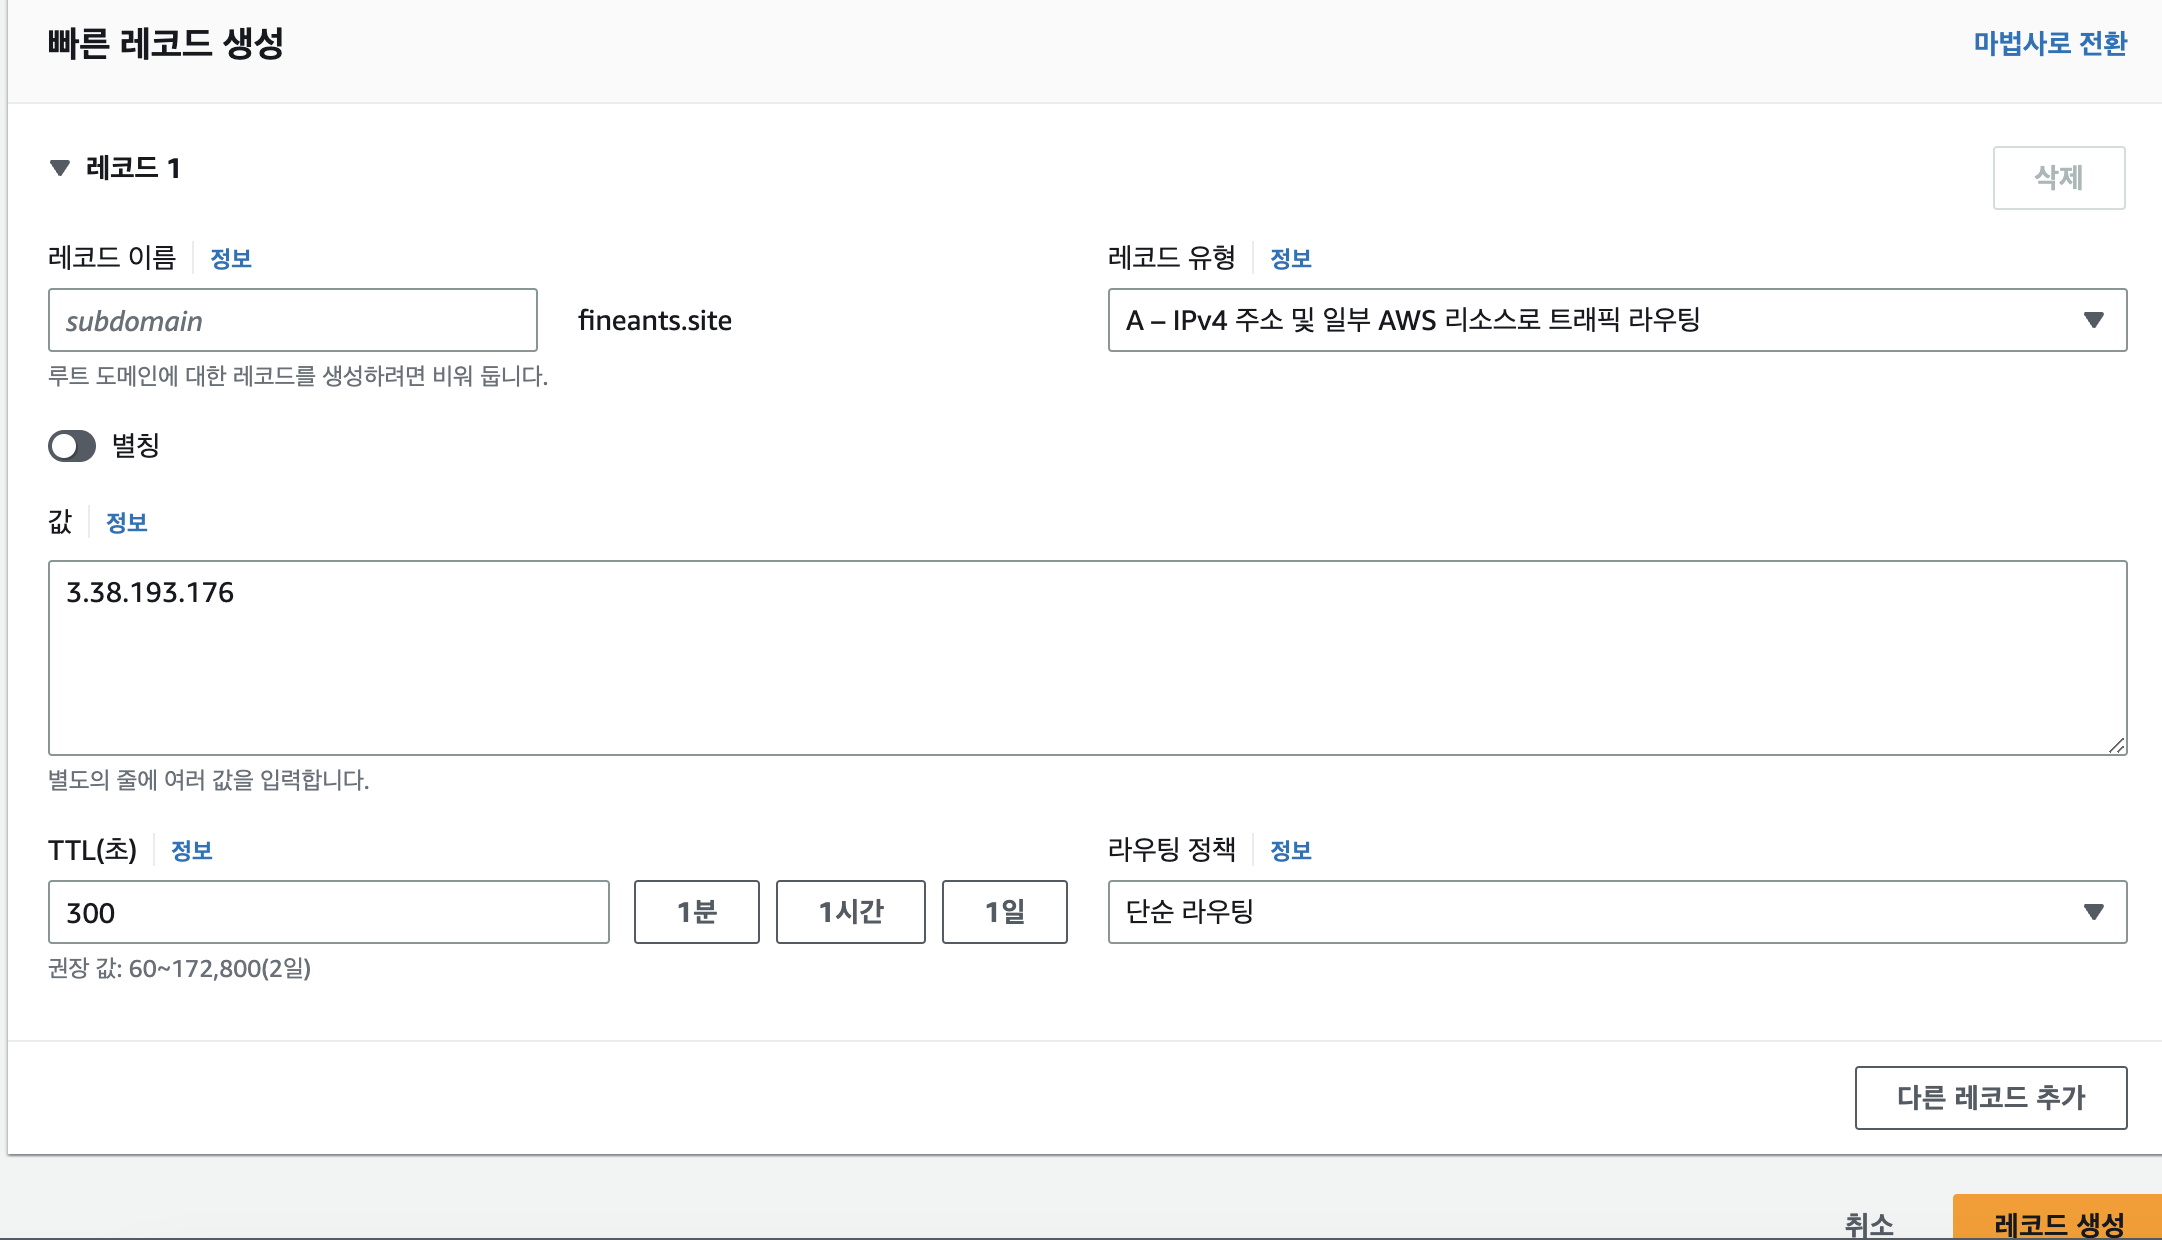 빠른 레코드 생성
마법사로 전환
레코드 1
삭제
레코드 이름 정보
레코드 유형 정보
subdomain
fineants.site
A – IPv4 주소 및 일부 AWS 리소스로 트래픽 라우팅
루트 도메인에 대한 레코드를 생성하려면 비워 둡니다.
별칭
값 정보
3.38.193.176
별도의 줄에 여러 값을 입력합니다.
TTL(초) 정보
라우팅 정책 정보
300
1분
1시간
1일
단순 라우팅
권장 값: 60~172,800(2일)
다른 레코드 추가
취소
레코드 생성